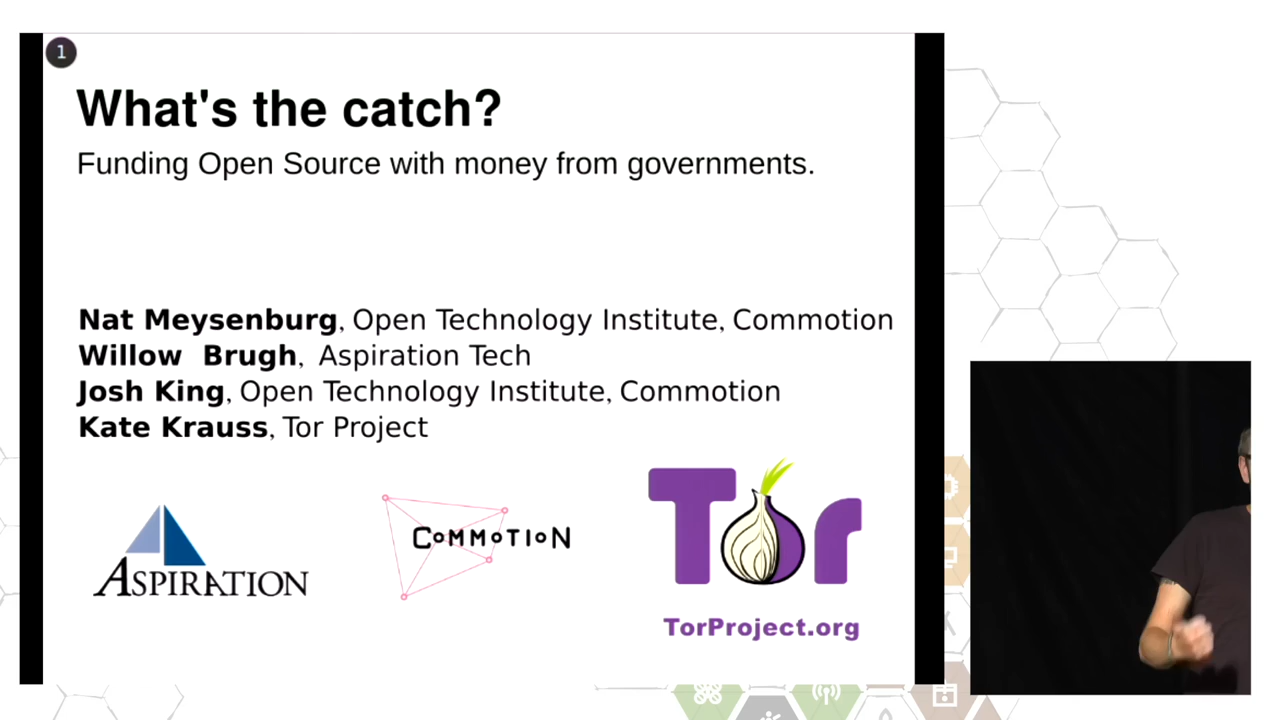 1
What's the catch?
Funding Open Source with money from governments.
Nat Meysenburg, Open Technology Institute, Commotion
Willow Brugh, Aspiration Tech
Josh King, Open Technology Institute, Commotion
Kate Krauss, Tor Project
ASPIRATION
COMMOTION
Tor
TorProject.org